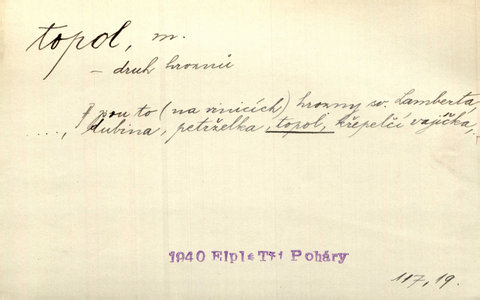 topol, m.
– druh hroznů
Jsou to (na vinicích) hrozny sv. Lamberta,
...., dubina, petrželka, topol, křepelčí vajíčka,..
1940 Elpl: Tři Poháry
117, 19.